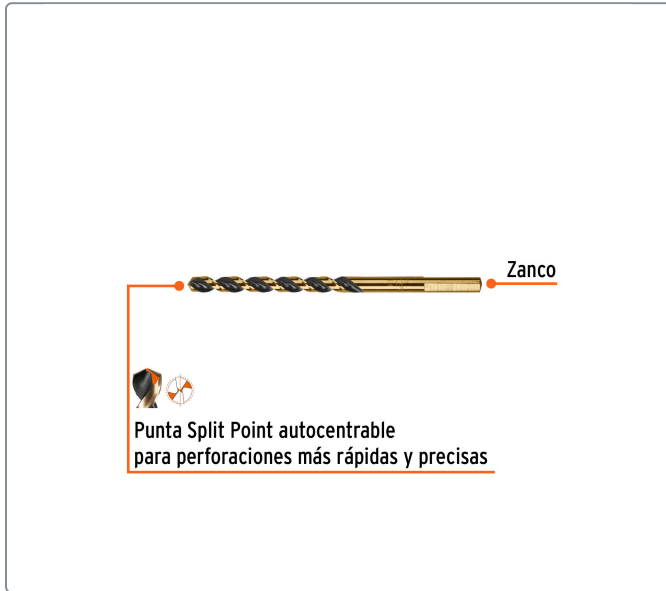 Zanco
Punta Split Point autocentrable
para perforaciones más rápidas y precisas